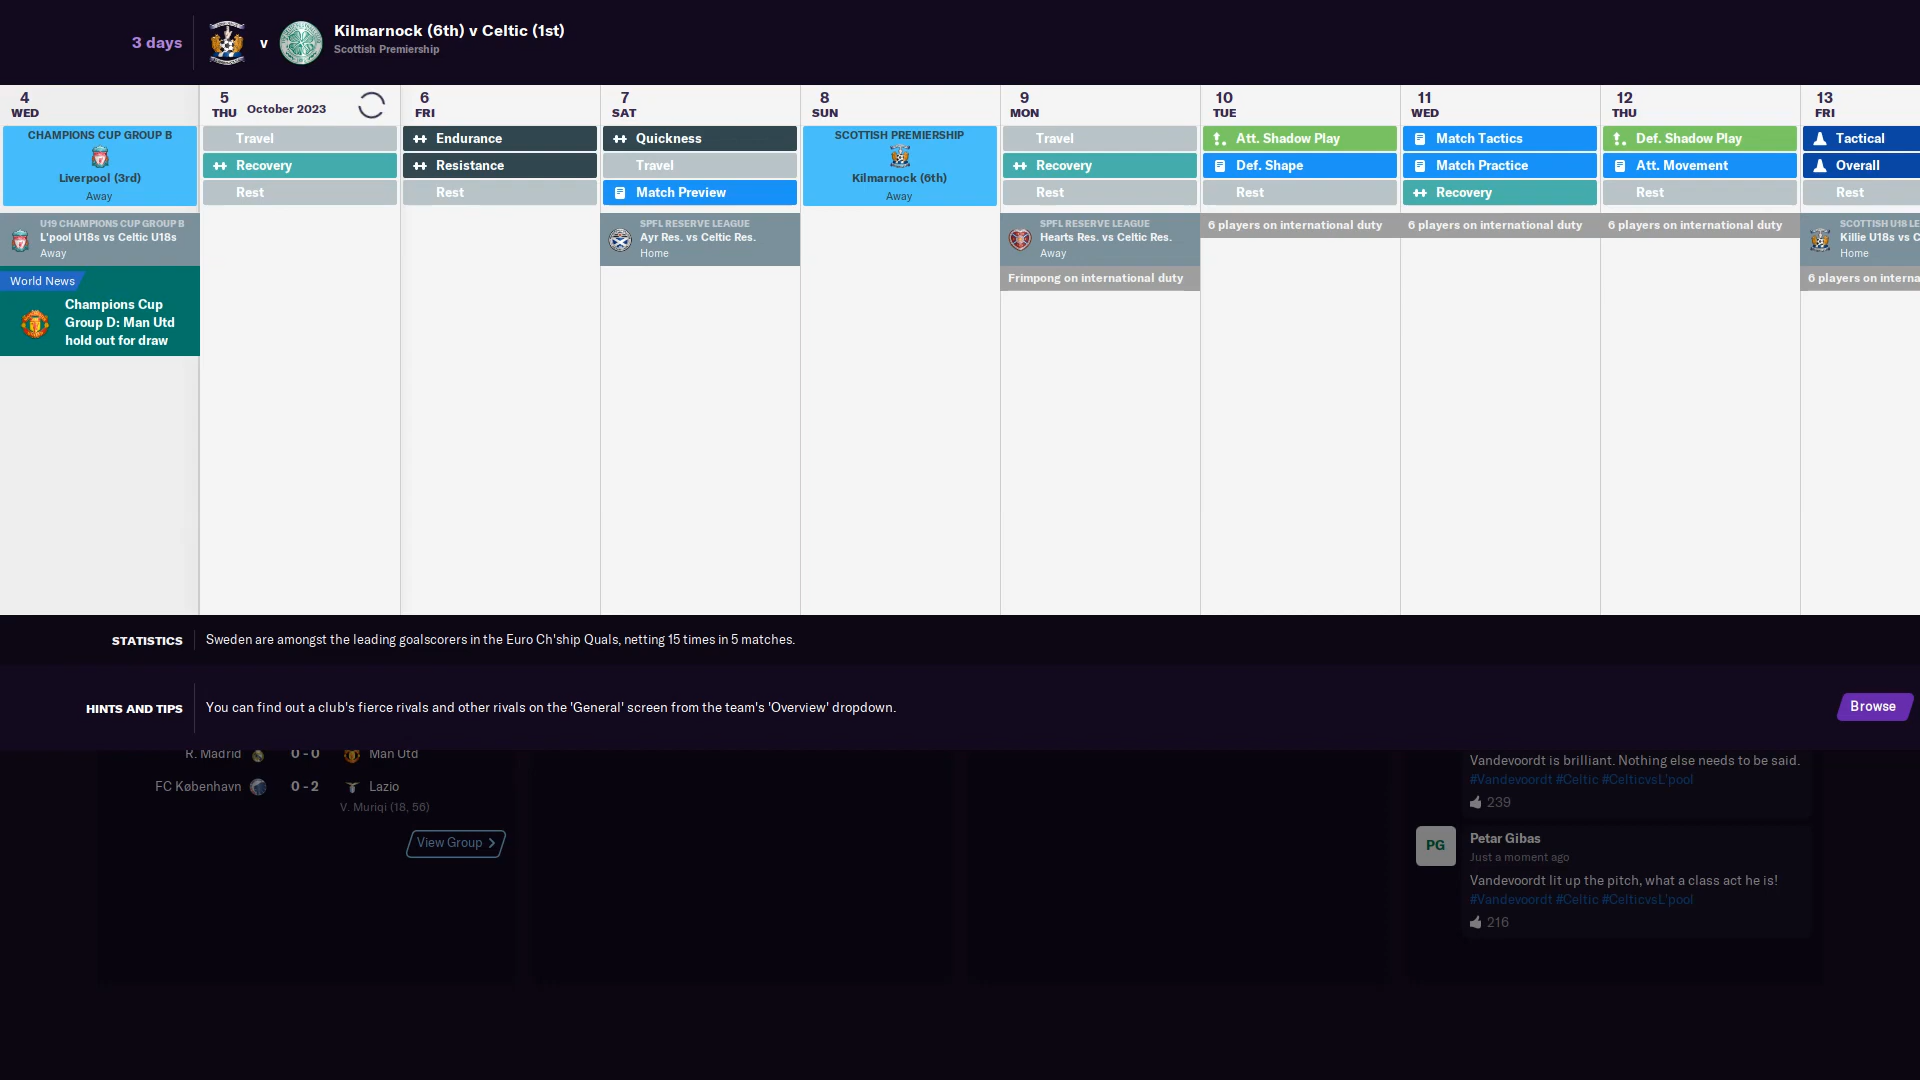 3 days
v
Kilmarnock (6th) v Celtic (1st)
Scottish Premiership
4
WED
CHAMPIONS CUP GROUP B
Liverpool (3rd)
Away
U19 CHAMPIONS CUP GROUP B
L'pool U18s vs Celtic U18s
Away
World News
Champions Cup
Group D: Man Utd
hold out for draw
5
THU October 2023
Travel
Recovery
Rest
6
FRI
Endurance
Resistance
Rest
7
SAT
Quickness
Travel
Match Preview
SPFL RESERVE LEAGUE
Ayr Res. vs Celtic Res.
Home
8
SUN
SCOTTISH PREMIERSHIP
Kilmarnock (6th)
Away
9
MON
Travel
Recovery
Rest
SPFL RESERVE LEAGUE
Hearts Res. vs Celtic Res.
Away
Frimpong on international duty
10
TUE
Att. Shadow Play
Def. Shape
Rest
6 players on international duty
11
WED
Match Tactics
Match Practice
Recovery
6 players on international duty
12
THU
Def. Shadow Play
Att. Movement
Rest
6 players on international duty
13
FRI
Tactical
Overall
Rest
SCOTTISH U18 LE
Killie U18s vs C
Home
6 players on interna
STATISTICS
Sweden are amongst the leading goalscorers in the Euro Ch'ship Quals, netting 15 times in 5 matches.
HINTS AND TIPS
You can find out a club's fierce rivals and other rivals on the 'General' screen from the team's 'Overview' dropdown.
Browse
R. Madrid 0 - 0 Man Utd
FC København 0 - 2 Lazio
V. Muriqi (18, 56)
View Group
Vandevoordt is brilliant. Nothing else needs to be said.
#Vandevoordt #Celtic #CelticvsL'pool
239
PG
Petar Gibas
Just a moment ago
Vandevoordt lit up the pitch, what a class act he is!
#Vandevoordt #Celtic #CelticvsL'pool
216